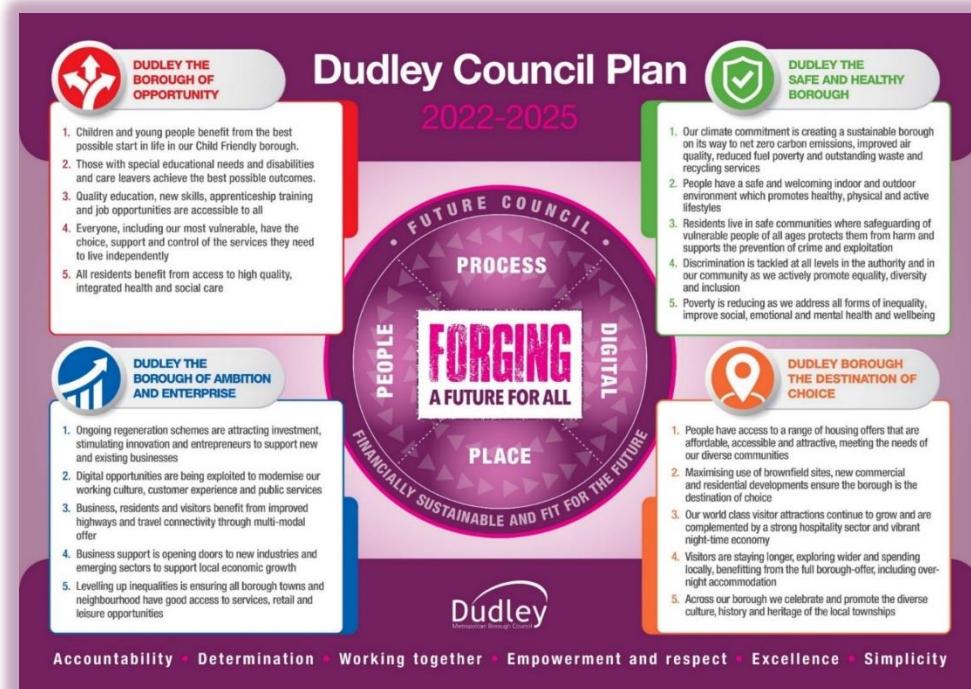 Dudley Council Plan
2022-2025
DUDLEY THE
BOROUGH OF
OPPORTUNITY
1. Children and young people benefit from the best
possible start in life in our Child Friendly borough.
2. Those with special educational needs and disabilities
and care leavers achieve the best possible outcomes.
3. Quality education, new skills, apprenticeship training
and job opportunities are accessible to all
4. Everyone, including our most vulnerable, have the
choice, support and control of the services they need
to live independently
5. All residents benefit from access to high quality,
integrated health and social care
DUDLEY THE
SAFE AND HEALTHY
BOROUGH
1. Our climate commitment is creating a sustainable borough
on its way to net zero carbon emissions, improved air
quality, reduced fuel poverty and outstanding waste and
recycling services
2. People have a safe and welcoming indoor and outdoor
environment which promotes healthy, physical and active
lifestyles
3. Residents live in safe communities where safeguarding of
vulnerable people of all ages protects them from harm and
supports the prevention of crime and exploitation
4. Discrimination is tackled at all levels in the authority and in
our community as we actively promote equality, diversity
and inclusion
5. Poverty is reducing as we address all forms of inequality,
improve social, emotional and mental health and wellbeing
• FUTURE COUNCIL •
PROCESS
PEOPLE
FORGING
A FUTURE FOR ALL
DIGITAL
PLACE
FINANCIALLY SUSTAINABLE AND FIT FOR THE FUTURE
DUDLEY THE
BOROUGH OF AMBITION
AND ENTERPRISE
1. Ongoing regeneration schemes are attracting investment,
stimulating innovation and entrepreneurs to support new
and existing businesses
2. Digital opportunities are being exploited to modernise our
working culture, customer experience and public services
3. Business, residents and visitors benefit from improved
highways and travel connectivity through multi-modal
offer
4. Business support is opening doors to new industries and
emerging sectors to support local economic growth
5. Levelling up inequalities is ensuring all borough towns and
neighbourhood have good access to services, retail and
leisure opportunities
DUDLEY BOROUGH
THE DESTINATION OF
CHOICE
1. People have access to a range of housing offers that are
affordable, accessible and attractive, meeting the needs of
our diverse communities
2. Maximising use of brownfield sites, new commercial
and residential developments ensure the borough is the
destination of choice
3. Our world class visitor attractions continue to grow and are
complemented by a strong hospitality sector and vibrant
night-time economy
4. Visitors are staying longer, exploring wider and spending
locally, benefitting from the full borough-offer, including over-
night accommodation
5. Across our borough we celebrate and promote the diverse
culture, history and heritage of the local townships
Dudley
Metropolitan Borough Council
Accountability • Determination • Working together • Empowerment and respect • Excellence • Simplicity